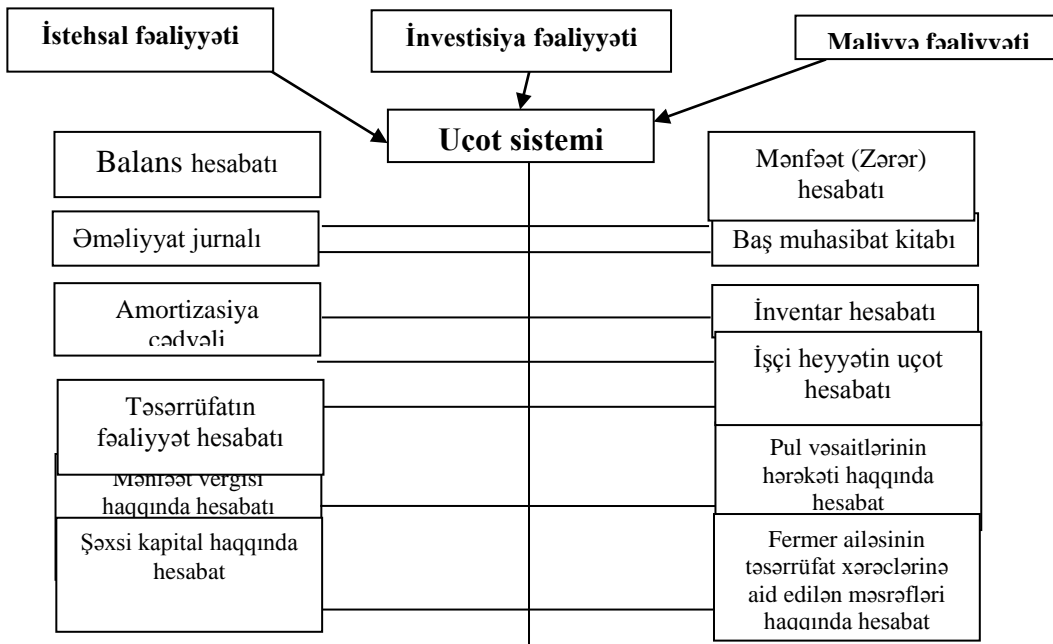 İstehsal fəaliyyəti
İnvestisiya fəaliyyəti
Maliyyə fəaliyyəti
Uçot sistemi
Balans hesabatı
Mənfəət (Zərər)
hesabatı
Əməliyyat jurnalı
Baş muhasibat kitabı
Amortizasiya
cədvəli
İnventar hesabatı
İşçi heyyətin uçot
hesabatı
Təsərrüfatın
fəaliyyət hesabatı
Mənfəət vergisi
haqqında hesabatı
Pul vəsaitlərinin
hərəkəti haqqında
hesabat
Şəxsi kapital haqqında
hesabat
Fermer ailəsinin
təsərrüfat xərəclərinə
aid edilən məsrəfləri
haqqında hesabat